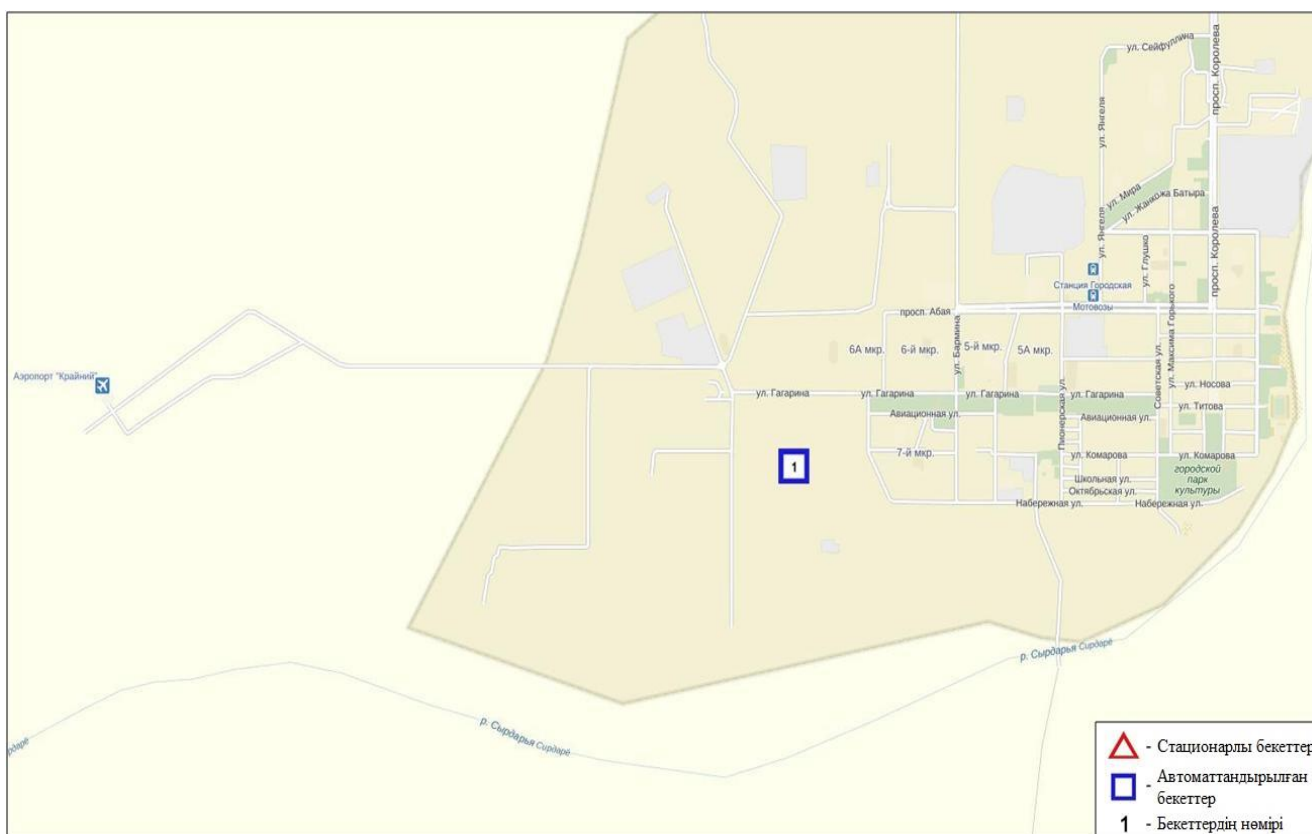 ул. Сейфуллина
просп. Королева
ул. Янгеля
ул. Мира
ул. Жанкожа Батыра
ул. Янгеля
ул. Глушко
просп. Королева
Станция Городская
Мотовозы
ул. Максима Горького
просп. Абая
ул. Бармина
6А мкр.
6-й мкр.
5-й мкр.
5А мкр.
Советская ул.
Аэропорт "Крайний"
ул. Носова
ул. Гагарина
ул. Гагарина
ул. Гагарина
ул. Гагарина
Пионерская ул.
ул. Титова
Авиационная ул.
Авиационная ул.
7-й мкр.
ул. Комарова
ул. Комарова
1
городской
парк
культуры
Школьная ул.
Октябрьская ул.
Набережная ул.
Набережная ул.
р. Сырдарья Сирдарё
р. Сырдарья Сирдарё
рдарё
- Стационарлы бекеттер
- Автоматтандырылған
бекеттер
1 - Бекеттердің нөмірі